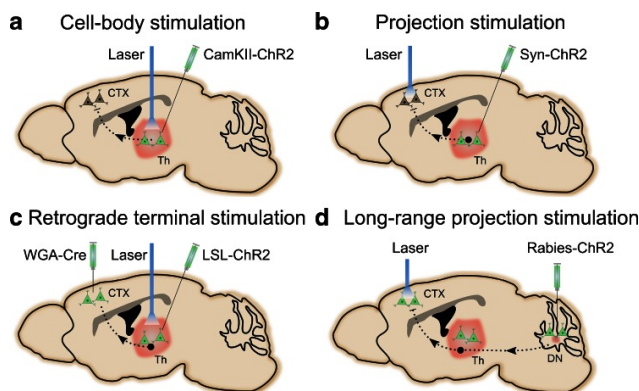 a Cell-body stimulation
Laser CamKII-ChR2
CTX
Th
b Projection stimulation
Laser Syn-ChR2
CTX
Th
c Retrograde terminal stimulation
WGA-Cre Laser LSL-ChR2
CTX
Th
d Long-range projection stimulation
Laser Rabies-ChR2
CTX
Th DN